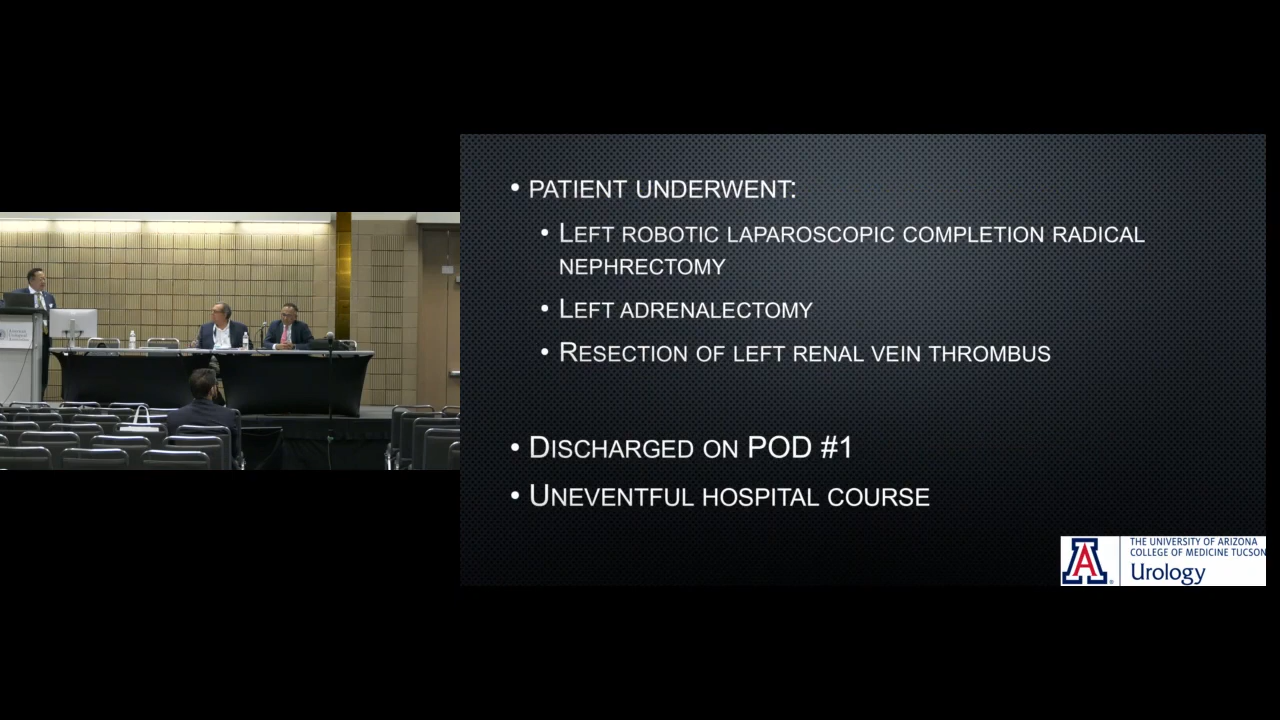 • PATIENT UNDERWENT:
• LEFT ROBOTIC LAPAROSCOPIC COMPLETION RADICAL
NEPHRECTOMY
• LEFT ADRENALECTOMY
• RESECTION OF LEFT RENAL VEIN THROMBUS
• DISCHARGED ON POD #1
• UNEVENTFUL HOSPITAL COURSE
THE UNIVERSITY OF ARIZONA
COLLEGE OF MEDICINE TUCSON
A
Urology